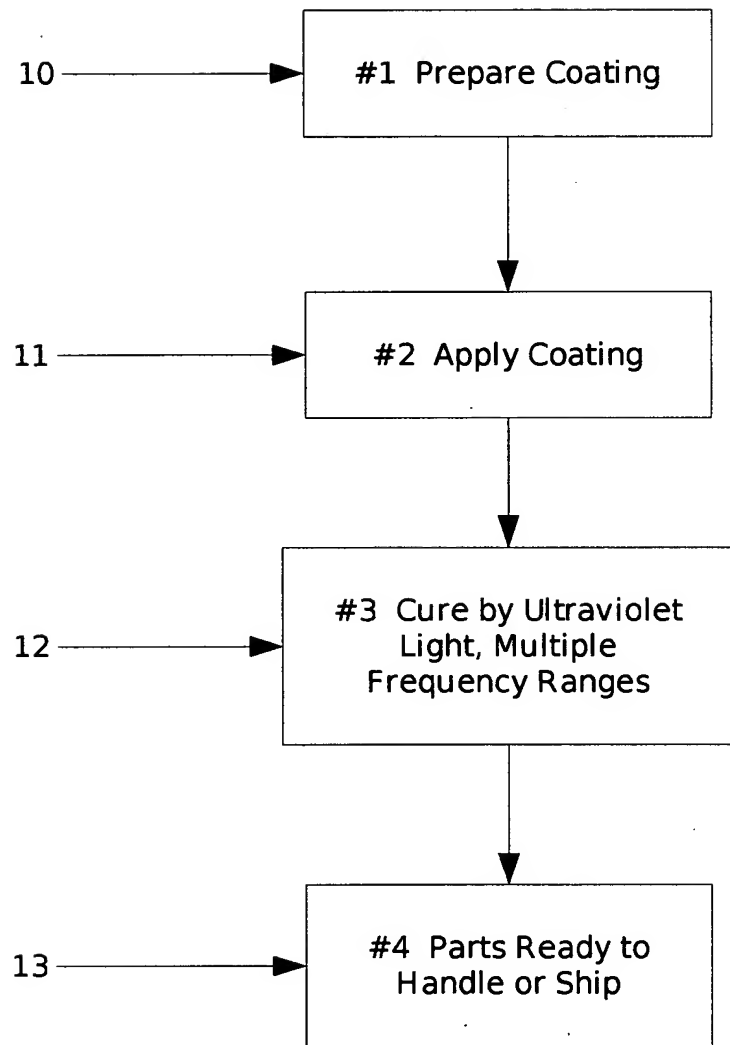 10
#1 Prepare Coating
11
#2 Apply Coating
12
#3 Cure by Ultraviolet
Light, Multiple
Frequency Ranges
13
#4 Parts Ready to
Handle or Ship